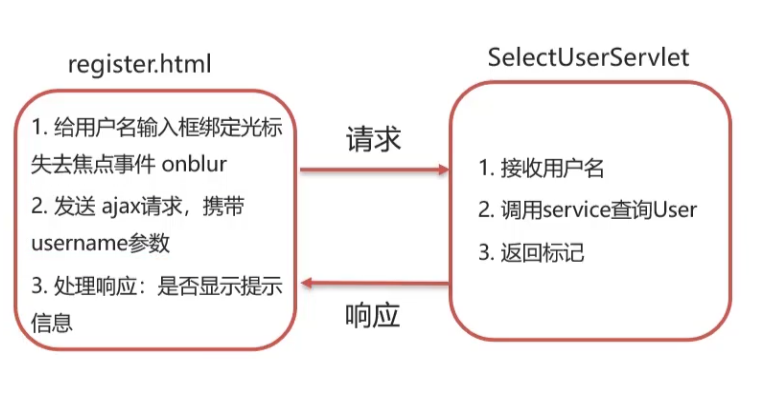 register.html
1. 给用户名输入框绑定光标
失去焦点事件 onblur
2. 发送 ajax请求，携带
username参数
3. 处理响应：是否显示提示
信息
请求
响应
SelectUserServlet
1. 接收用户名
2. 调用service查询User
3. 返回标记